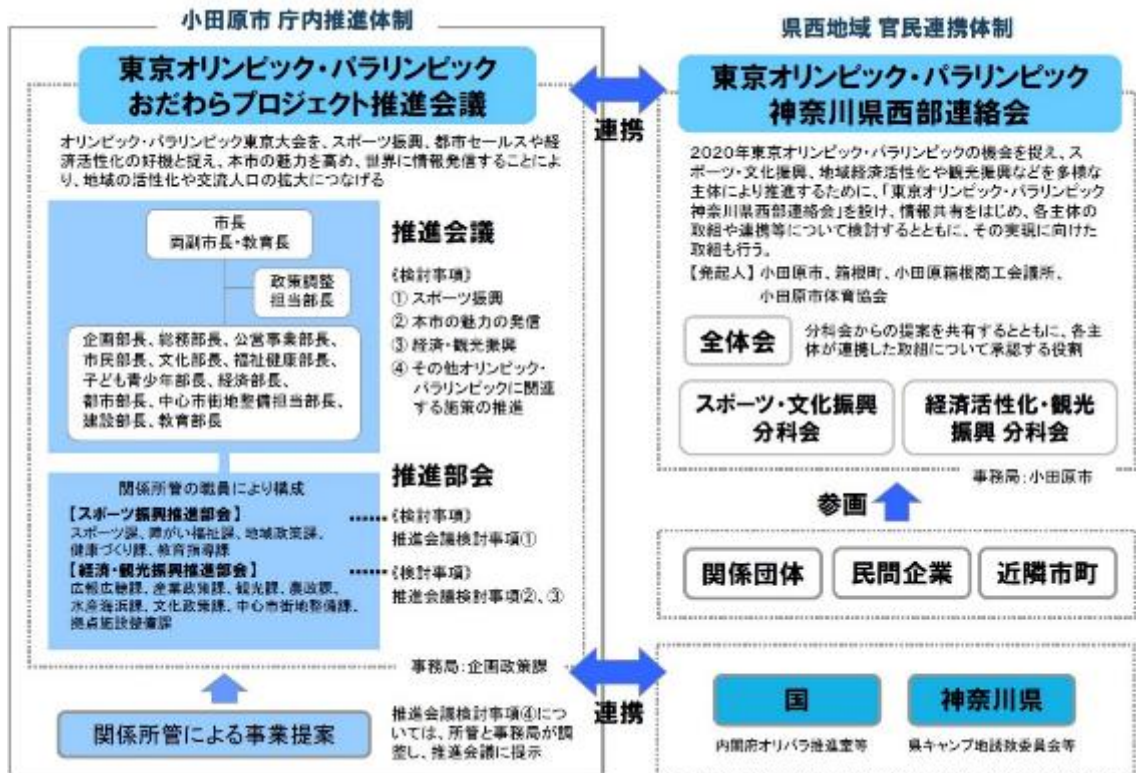 小田原市 庁内推進体制
東京オリンピック・パラリンピック
おだわらプロジェクト推進会議
オリンピック・パラリンピック東京大会を、スポーツ振興、都市セールスや経
済活性化の好機と捉え、本市の魅力を高め、世界に情報発信することによ
り、地域の活性化や交流人口の拡大につなげる
市長
両副市長・教育長
政策調整
担当部長
企画部長、総務部長、公営事業部長、
市民部長、文化部長、福祉健康部長、
子ども青少年部長、経済部長、
都市部長、中心市街地整備担当部長、
建設部長、教育部長
推進会議
《検討事項》
① スポーツ振興
② 本市の魅力の発信
③ 経済・観光振興
④ その他オリンピック・
パラリンピックに関連
する施策の推進
関係所管の職員により構成
【スポーツ振興推進部会】
スポーツ課、障がい福祉課、地域政策課、
健康づくり課、教育指導課
【経済・観光振興推進部会】
広報広聴課、産業政策課、観光課、農政課、
水産海浜課、文化政策課、中心市街地整備課、
拠点施設整備課
推進部会
《検討事項》
推進会議検討事項①
《検討事項》
推進会議検討事項②、③
事務局：企画政策課
関係所管による事業提案
推進会議検討事項④につ
いては、所管と事務局が調
整し、推進会議に提示
連携
連携
県西地域 官民連携体制
東京オリンピック・パラリンピック
神奈川県西部連絡会
2020年東京オリンピック・パラリンピックの機会を捉え、ス
ポーツ・文化振興、地域経済活性化や観光振興などを多様な
主体により推進するために、「東京オリンピック・パラリンピック
神奈川県西部連絡会」を設け、情報共有をはじめ、各主体の
取組や連携等について検討するとともに、その実現に向けた
取組も行う。
【発起人】小田原市、箱根町、小田原箱根商工会議所、
小田原市体育協会
全体会
分科会からの提案を共有するとともに、各主
体が連携した取組について承認する役割
スポーツ・文化振興
分科会
経済活性化・観光
振興 分科会
事務局：小田原市
参画
関係団体
民間企業
近隣市町
国
内閣府オリパラ推進室等
神奈川県
県キャンプ地誘致委員会等